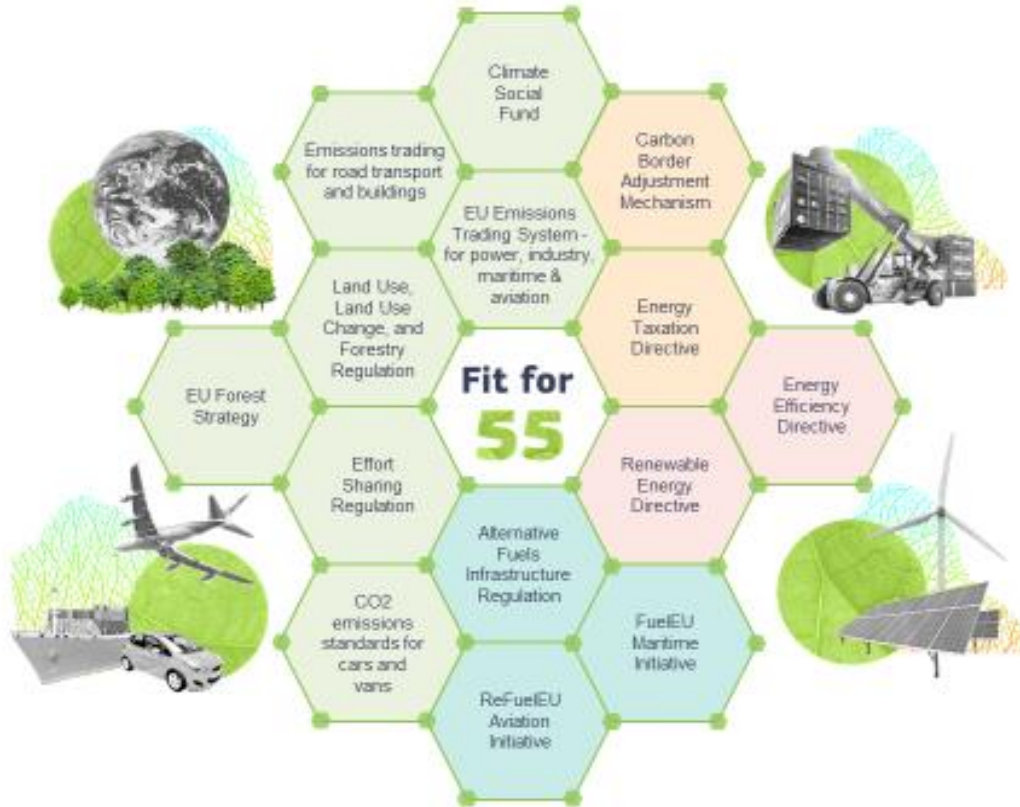 Climate
Social
Fund
Emissions trading
for road transport
and buildings
Carbon
Border
Adjustment
Mechanism
EU Emissions
Trading System -
for power, industry,
maritime &
aviation
Land Use,
Land Use
Change, and
Forestry
Regulation
Energy
Taxation
Directive
EU Forest
Strategy
Fit for
55
Energy
Efficiency
Directive
Effort
Sharing
Regulation
Renewable
Energy
Directive
Alternative
Fuels
Infrastructure
Regulation
CO2
emissions
standards for
cars and
vans
FuelEU
Maritime
Initiative
ReFuelEU
Aviation
Initiative